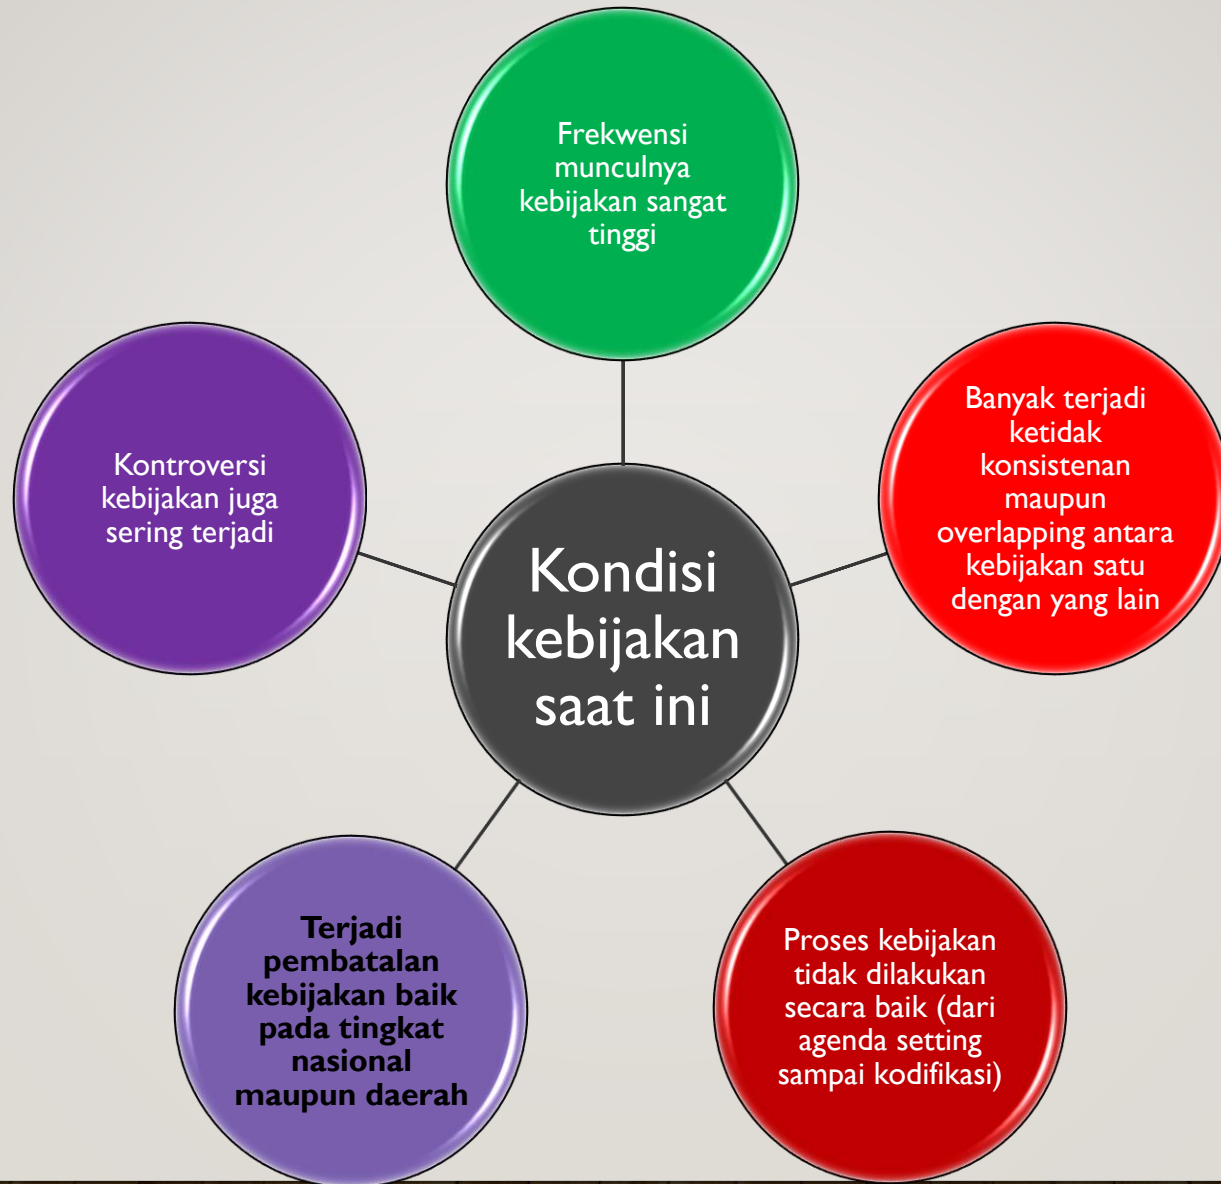 Frekwensi
munculnya
kebijakan sangat
tinggi
Banyak terjadi
ketidak
konsistenan
maupun
overlapping antara
kebijakan satu
dengan yang lain
Kontroversi
kebijakan juga
sering terjadi
Kondisi
kebijakan
saat ini
Terjadi
pembatalan
kebijakan baik
pada tingkat
nasional
maupun daerah
Proses kebijakan
tidak dilakukan
secara baik (dari
agenda setting
sampai kodifikasi)